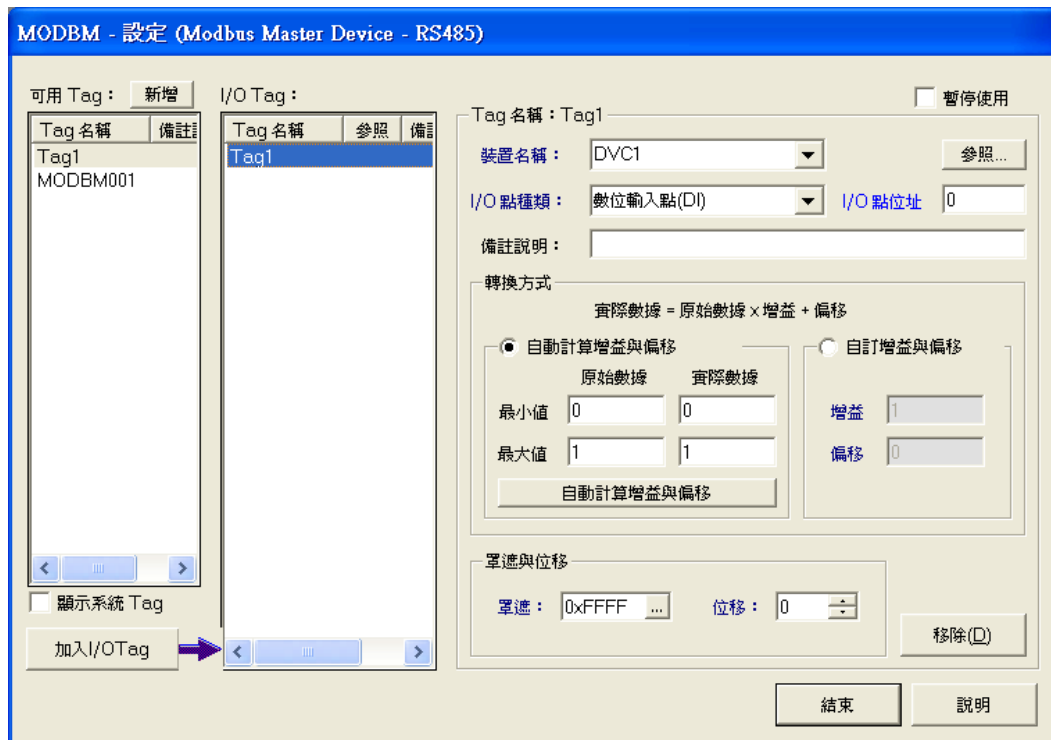 MODBM - 設定 (Modbus Master Device - RS485)
可用 Tag： 新增 I/O Tag： 暫停使用
Tag 名稱 備註 Tag 名稱 參照 備註 Tag 名稱：Tag1
Tag1 Tag1 裝置名稱： DVC1 參照...
MODBM001 I/O 點種類： 數位輸入點(DI) I/O 點位址 0
備註說明：
轉換方式
實際數據 = 原始數據 x 增益 + 偏移
自動計算增益與偏移 自訂增益與偏移
原始數據 實際數據
最小值 0 0 增益 1
最大值 1 1 偏移 0
自動計算增益與偏移
罩遮與位移
顯示系統 Tag 罩遮： 0xFFFF ... 位移： 0
加入I/OTag 移除(D)
結束 說明